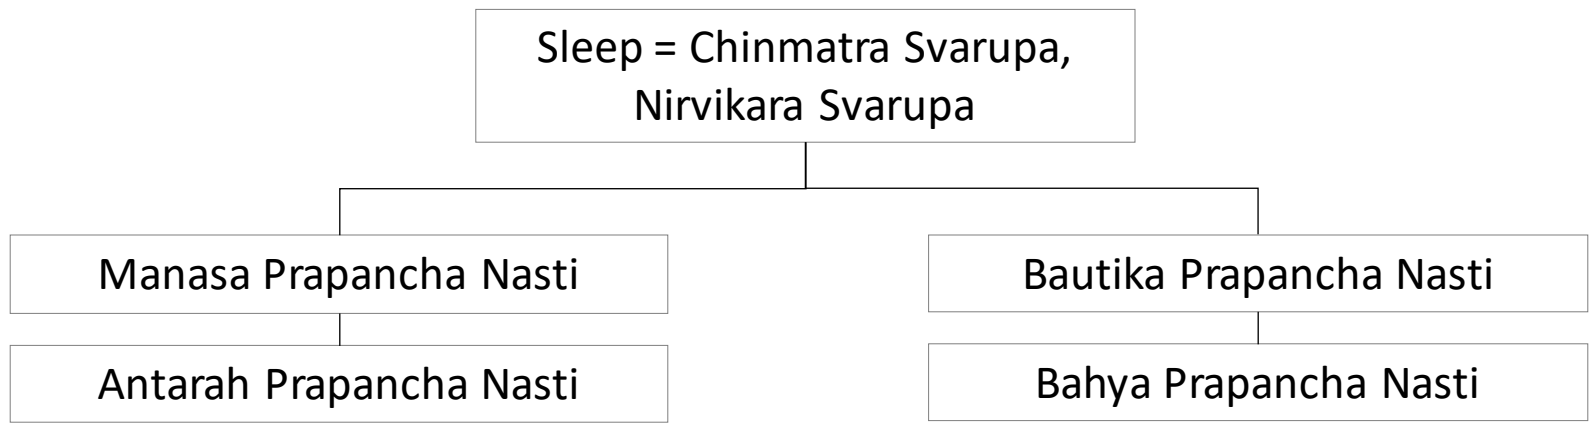 Sleep = Chinmatra Svarupa,
Nirvikara Svarupa
Manasa Prapancha Nasti
Bautika Prapancha Nasti
Antarah Prapancha Nasti
Bahya Prapancha Nasti